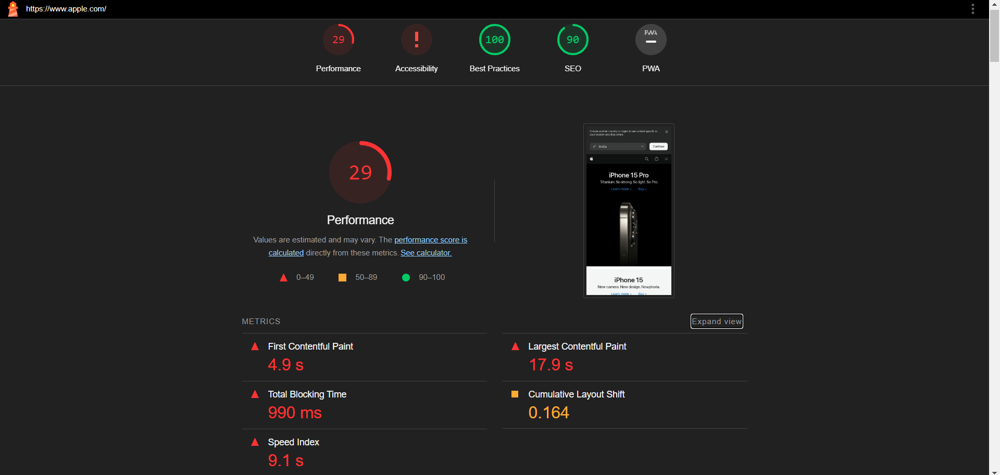 https://www.apple.com/
29
Performance
!
Accessibility
100
Best Practices
90
SEO
PWA
PWA
29
Performance
Values are estimated and may vary. The performance score is
calculated directly from these metrics. See calculator.
0–49
50–89
90–100
Choose another country or region to see content specific to
your location and shop online.
India
Continue
iPhone 15 Pro
Titanium. So strong. So light. So Pro.
Learn more > Buy >
iPhone 15
New camera. New design. Newphoria.
Learn more > Buy >
METRICS
Expand view
First Contentful Paint
4.9 s
Largest Contentful Paint
17.9 s
Total Blocking Time
990 ms
Cumulative Layout Shift
0.164
Speed Index
9.1 s